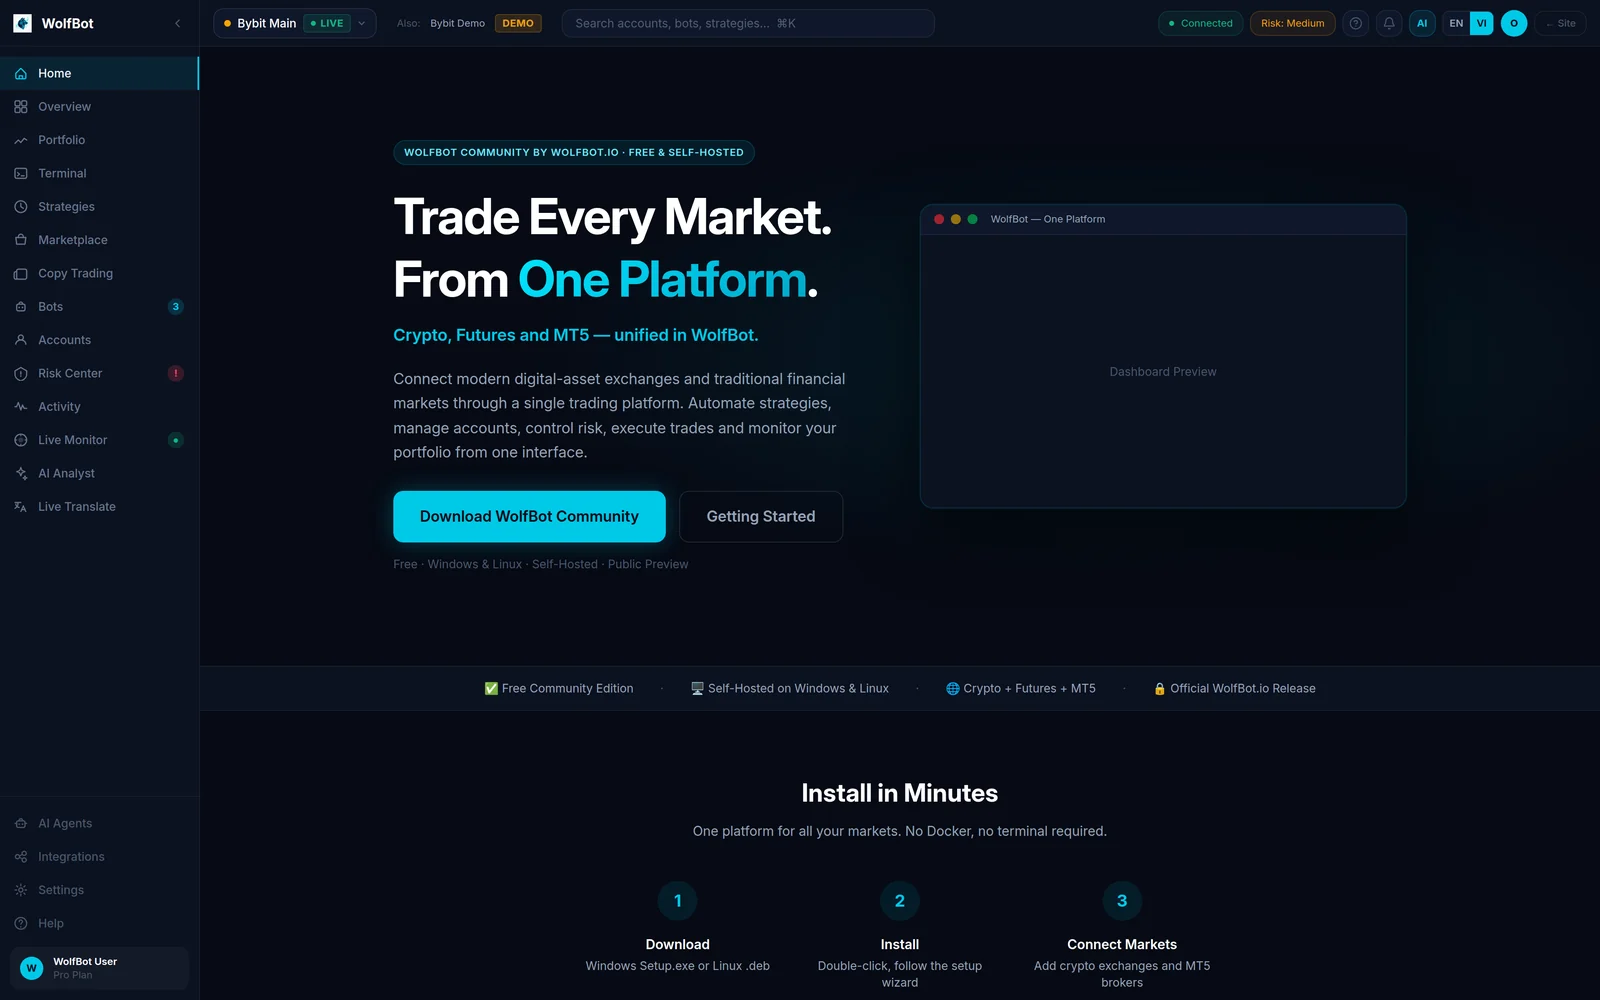 WolfBot
Bybit Main
LIVE
Also: Bybit Demo DEMO
Search accounts, bots, strategies... ⌘K
Connected
Risk: Medium
AI
EN VI
O
← Site
Home
Overview
Portfolio
Terminal
Strategies
Marketplace
Copy Trading
Bots 3
Accounts
Risk Center !
Activity
Live Monitor
AI Analyst
Live Translate
AI Agents
Integrations
Settings
Help
W
WolfBot User
Pro Plan
WOLFBOT COMMUNITY BY WOLFBOT.IO · FREE & SELF-HOSTED
Trade Every Market.
From One Platform.
Crypto, Futures and MT5 — unified in WolfBot.
Connect modern digital-asset exchanges and traditional financial
markets through a single trading platform. Automate strategies,
manage accounts, control risk, execute trades and monitor your
portfolio from one interface.
Download WolfBot Community
Getting Started
Free · Windows & Linux · Self-Hosted · Public Preview
WolfBot — One Platform
Dashboard Preview
✅ Free Community Edition · 🖥️ Self-Hosted on Windows & Linux · 🌐 Crypto + Futures + MT5 · 🔒 Official WolfBot.io Release
Install in Minutes
One platform for all your markets. No Docker, no terminal required.
1
Download
Windows Setup.exe or Linux .deb
2
Install
Double-click, follow the setup
wizard
3
Connect Markets
Add crypto exchanges and MT5
brokers